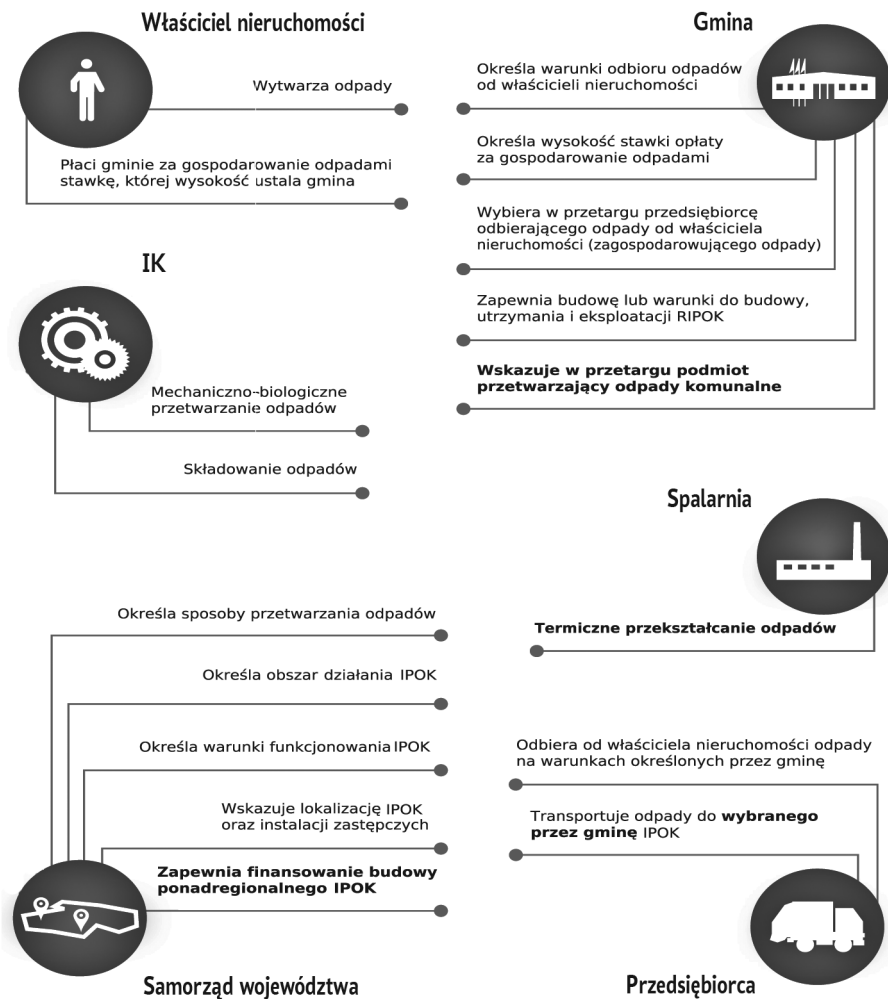 Właściciel nieruchomości
Wytwarza odpady
Płaci gminie za gospodarowanie odpadami
stawkę, której wysokość ustala gmina
Gmina
Określa warunki odbioru odpadów
od właścicieli nieruchomości
Określa wysokość stawki opłaty
za gospodarowanie odpadami
Wybiera w przetargu przedsiębiorcę
odbierającego odpady od właściciela
nieruchomości (zagospodarowującego odpady)
Zapewnia budowę lub warunki do budowy,
utrzymania i eksploatacji RIPOK
Wskazuje w przetargu podmiot
przetwarzający odpady komunalne
IK
Mechaniczno-biologiczne
przetwarzanie odpadów
Składowanie odpadów
Spalarnia
Termiczne przekształcanie odpadów
Określa sposoby przetwarzania odpadów
Określa obszar działania IPOK
Określa warunki funkcjonowania IPOK
Wskazuje lokalizację IPOK
oraz instalacji zastępczych
Zapewnia finansowanie budowy
ponadregionalnego IPOK
Samorząd województwa
Odbiera od właściciela nieruchomości odpady
na warunkach określonych przez gminę
Transportuje odpady do wybranego
przez gminę IPOK
Przedsiębiorca